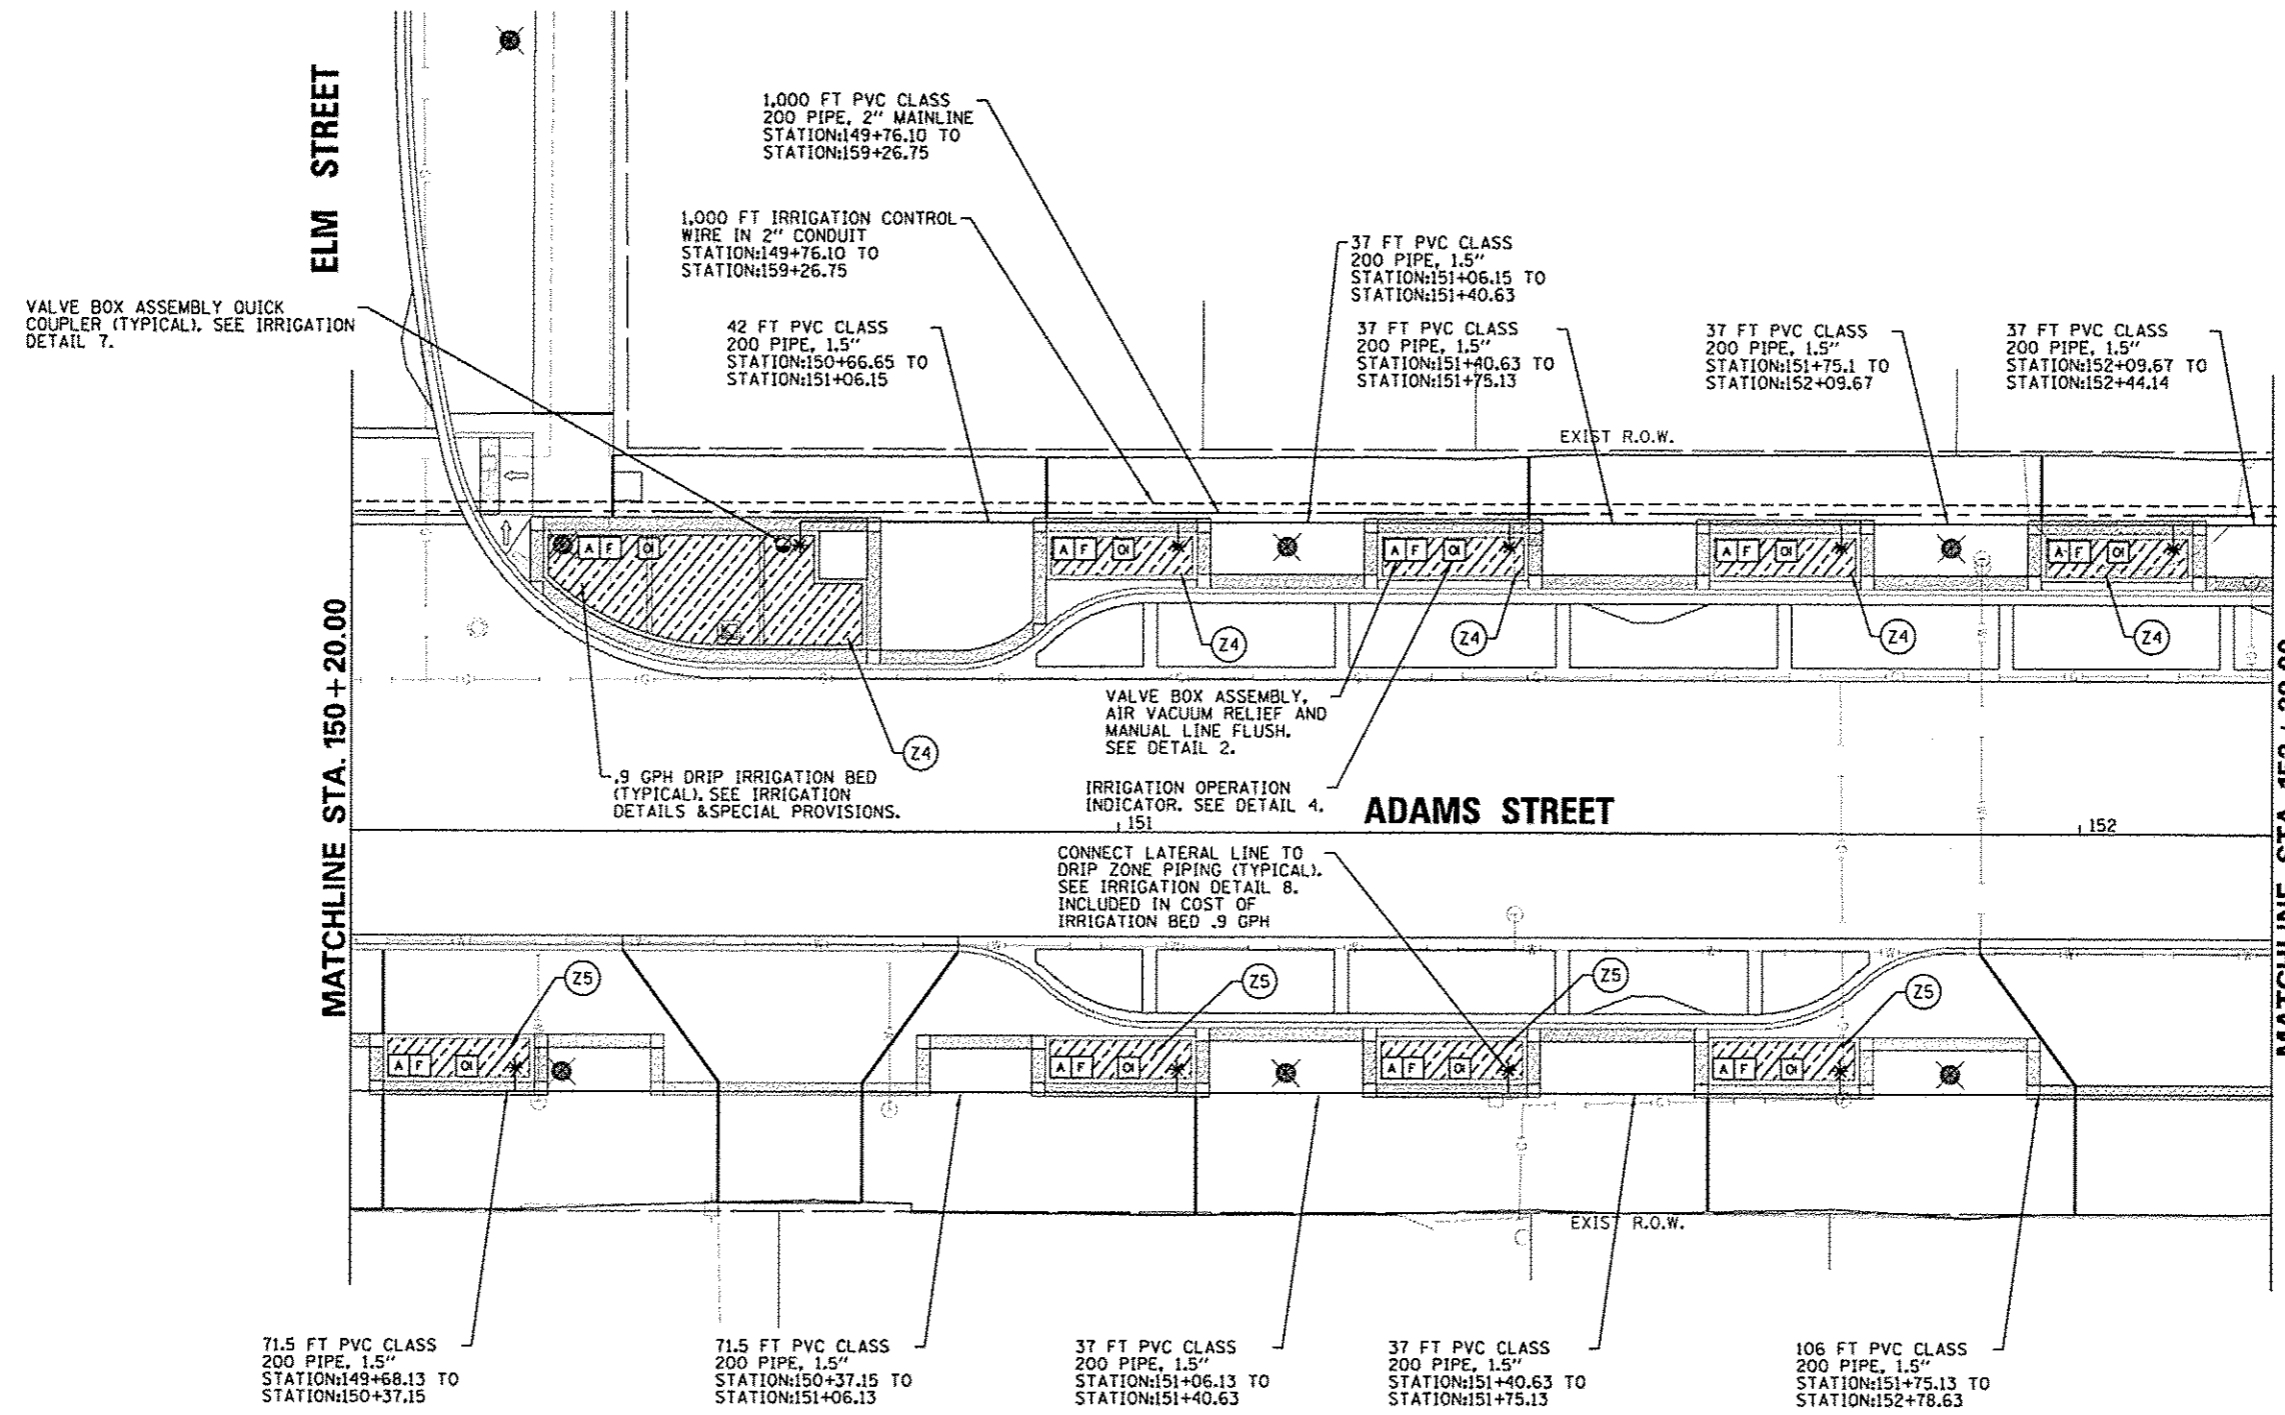 ELM STREET
1,000 FT PVC CLASS
200 PIPE, 2" MAINLINE
STATION:149+76.10 TO
STATION:159+26.75
1,000 FT IRRIGATION CONTROL
WIRE IN 2" CONDUIT
STATION:149+76.10 TO
STATION:159+26.75
37 FT PVC CLASS
200 PIPE, 1.5"
STATION:151+06.15 TO
STATION:151+40.63
VALVE BOX ASSEMBLY QUICK
COUPLER (TYPICAL). SEE IRRIGATION
DETAIL 7.
42 FT PVC CLASS
200 PIPE, 1.5"
STATION:150+66.65 TO
STATION:151+06.15
37 FT PVC CLASS
200 PIPE, 1.5"
STATION:151+40.63 TO
STATION:151+75.13
37 FT PVC CLASS
200 PIPE, 1.5"
STATION:151+75.1 TO
STATION:152+09.67
37 FT PVC CLASS
200 PIPE, 1.5"
STATION:152+09.67 TO
STATION:152+44.14
EXIST R.O.W.
A F OI
A F OI
A F OI
A F OI
A F OI
Z4
Z4
Z4
Z4
Z4
MATCHLINE STA. 150+20.00
VALVE BOX ASSEMBLY,
AIR VACUUM RELIEF AND
MANUAL LINE FLUSH.
SEE DETAIL 2.
.9 GPH DRIP IRRIGATION BED
(TYPICAL). SEE IRRIGATION
DETAILS &SPECIAL PROVISIONS.
IRRIGATION OPERATION
INDICATOR. SEE DETAIL 4.
ADAMS STREET
151
152
MATCHLINE STA.
CONNECT LATERAL LINE TO
DRIP ZONE PIPING (TYPICAL).
SEE IRRIGATION DETAIL 8.
INCLUDED IN COST OF
IRRIGATION BED .9 GPH
Z5
Z5
Z5
Z5
A F OI
A F OI
A F OI
A F OI
EXIST R.O.W.
71.5 FT PVC CLASS
200 PIPE, 1.5"
STATION:149+68.13 TO
STATION:150+37.15
71.5 FT PVC CLASS
200 PIPE, 1.5"
STATION:150+37.15 TO
STATION:151+06.13
37 FT PVC CLASS
200 PIPE, 1.5"
STATION:151+06.13 TO
STATION:151+40.63
37 FT PVC CLASS
200 PIPE, 1.5"
STATION:151+40.63 TO
STATION:151+75.13
106 FT PVC CLASS
200 PIPE, 1.5"
STATION:151+75.13 TO
STATION:152+78.63